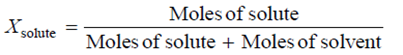 X_solute = Moles of solute / Moles of solute + Moles of solvent